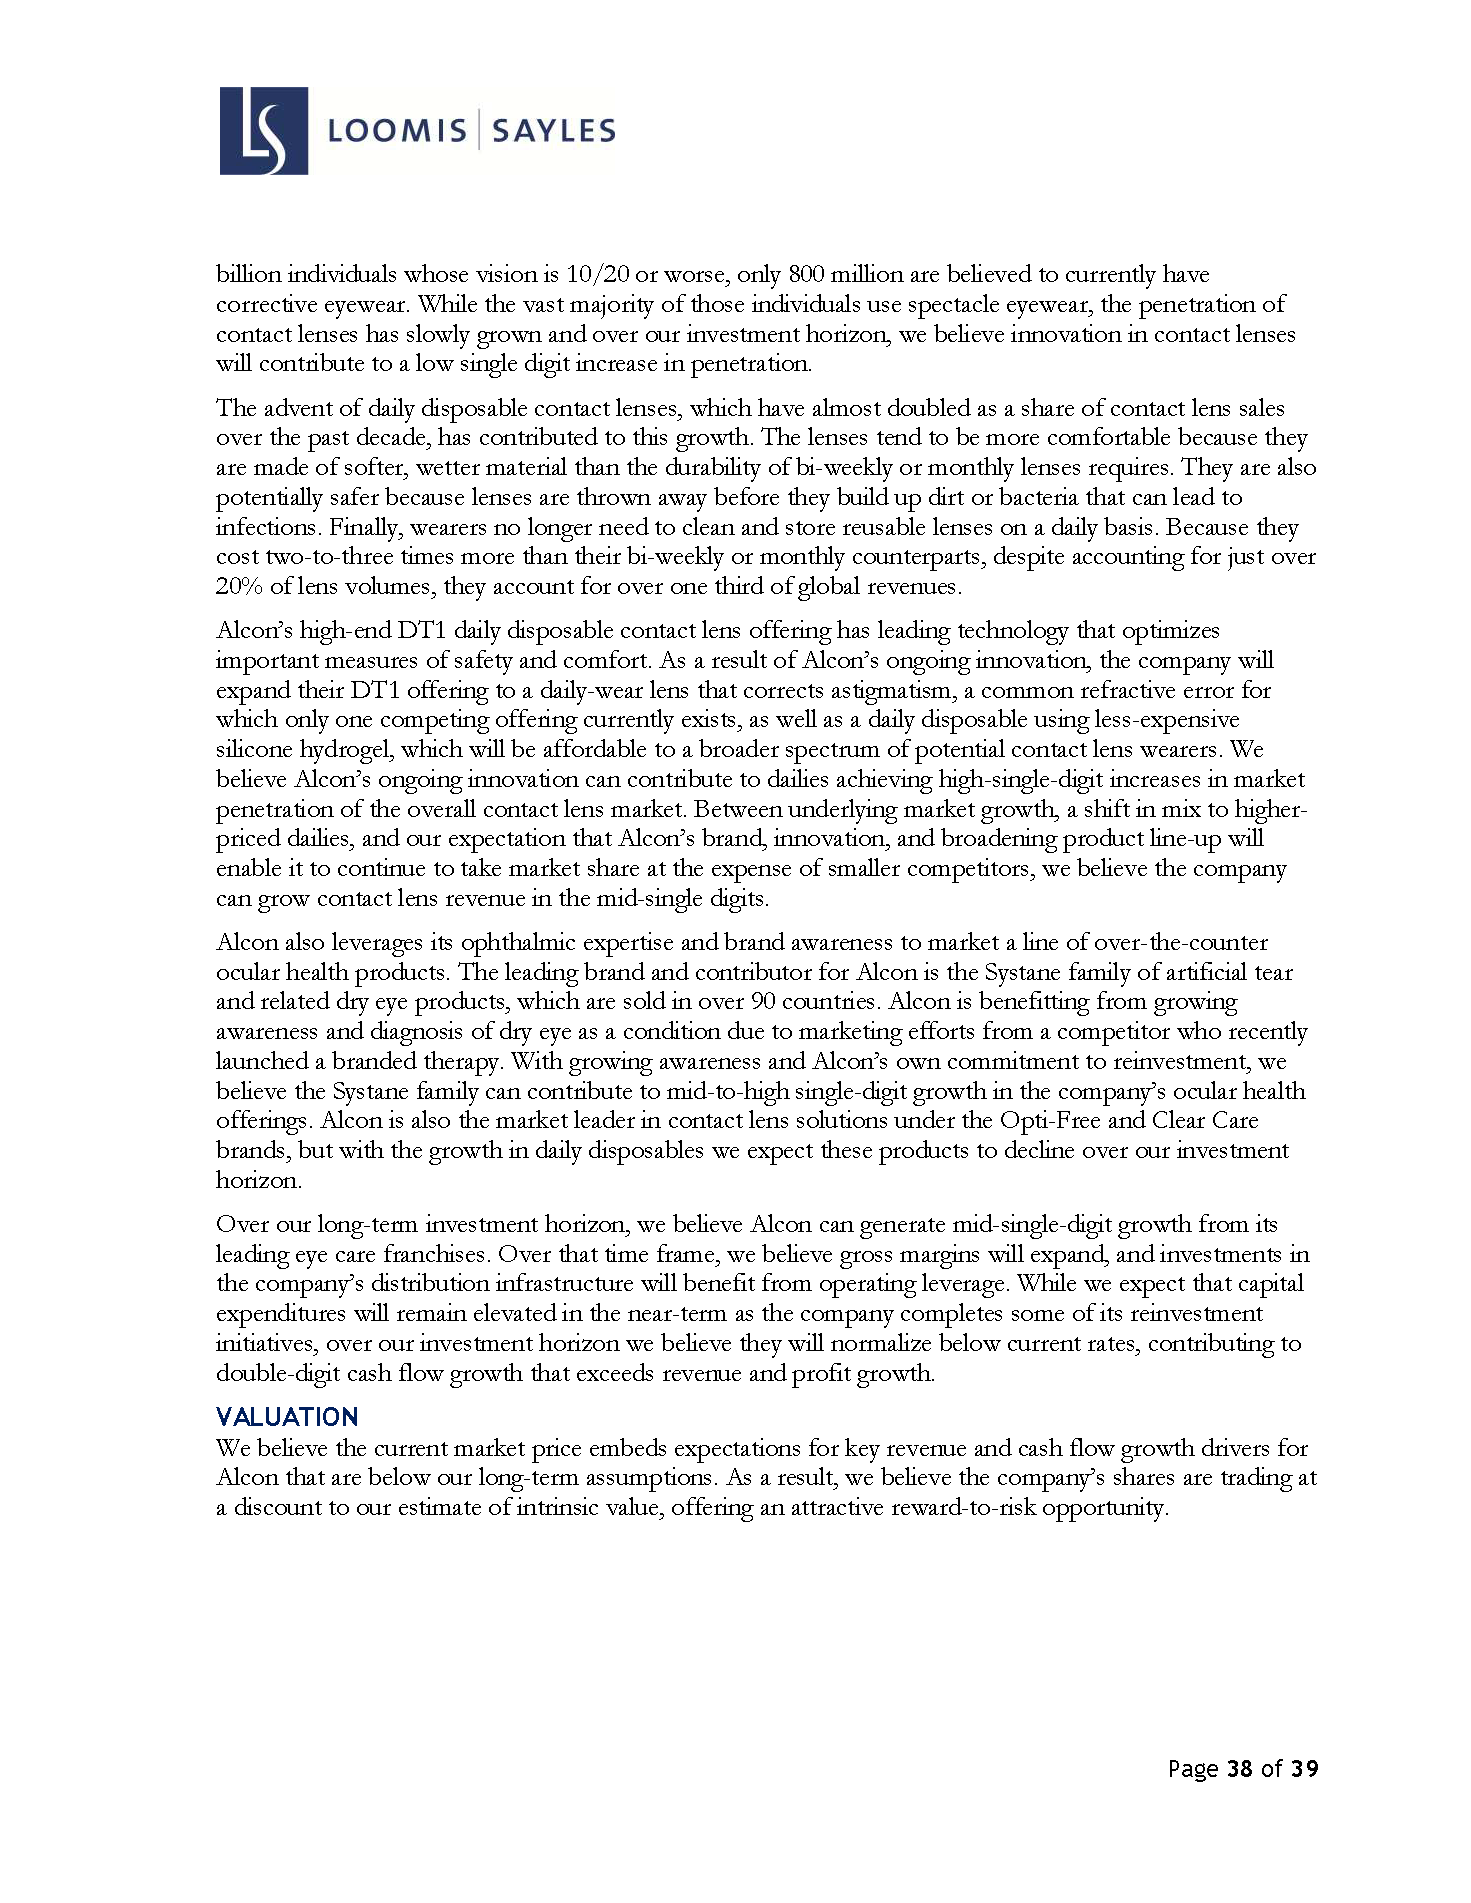 LS LOOMIS | SAYLES
billion individuals whose vision is 10/20 or worse, only 800 million are believed to currently have
corrective eyewear. While the vast majority of those individuals use spectacle eyewear, the penetration of
contact lenses has slowly grown and over our investment horizon, we believe innovation in contact lenses
will contribute to a low single digit increase in penetration.
The advent of daily disposable contact lenses, which have almost doubled as a share of contact lens sales
over the past decade, has contributed to this growth. The lenses tend to be more comfortable because they
are made of softer, wetter material than the durability of bi-weekly or monthly lenses requires. They are also
potentially safer because lenses are thrown away before they build up dirt or bacteria that can lead to
infections. Finally, wearers no longer need to clean and store reusable lenses on a daily basis. Because they
cost two-to-three times more than their bi-weekly or monthly counterparts, despite accounting for just over
20% of lens volumes, they account for over one third of global revenues.
Alcon’s high-end DT1 daily disposable contact lens offering has leading technology that optimizes
important measures of safety and comfort. As a result of Alcon’s ongoing innovation, the company will
expand their DT1 offering to a daily-wear lens that corrects astigmatism, a common refractive error for
which only one competing offering currently exists, as well as a daily disposable using less-expensive
silicone hydrogel, which will be affordable to a broader spectrum of potential contact lens wearers. We
believe Alcon’s ongoing innovation can contribute to dailies achieving high-single-digit increases in market
penetration of the overall contact lens market. Between underlying market growth, a shift in mix to higher-
priced dailies, and our expectation that Alcon’s brand, innovation, and broadening product line-up will
enable it to continue to take market share at the expense of smaller competitors, we believe the company
can grow contact lens revenue in the mid-single digits.
Alcon also leverages its ophthalmic expertise and brand awareness to market a line of over-the-counter
ocular health products. The leading brand and contributor for Alcon is the Systane family of artificial tear
and related dry eye products, which are sold in over 90 countries. Alcon is benefitting from growing
awareness and diagnosis of dry eye as a condition due to marketing efforts from a competitor who recently
launched a branded therapy. With growing awareness and Alcon’s own commitment to reinvestment, we
believe the Systane family can contribute to mid-to-high single-digit growth in the company’s ocular health
offerings. Alcon is also the market leader in contact lens solutions under the Opti-Free and Clear Care
brands, but with the growth in daily disposables we expect these products to decline over our investment
horizon.
Over our long-term investment horizon, we believe Alcon can generate mid-single-digit growth from its
leading eye care franchises. Over that time frame, we believe gross margins will expand, and investments in
the company’s distribution infrastructure will benefit from operating leverage. While we expect that capital
expenditures will remain elevated in the near-term as the company completes some of its reinvestment
initiatives, over our investment horizon we believe they will normalize below current rates, contributing to
double-digit cash flow growth that exceeds revenue and profit growth.
VALUATION
We believe the current market price embeds expectations for key revenue and cash flow growth drivers for
Alcon that are below our long-term assumptions. As a result, we believe the company’s shares are trading at
a discount to our estimate of intrinsic value, offering an attractive reward-to-risk opportunity.
Page 38 of 39